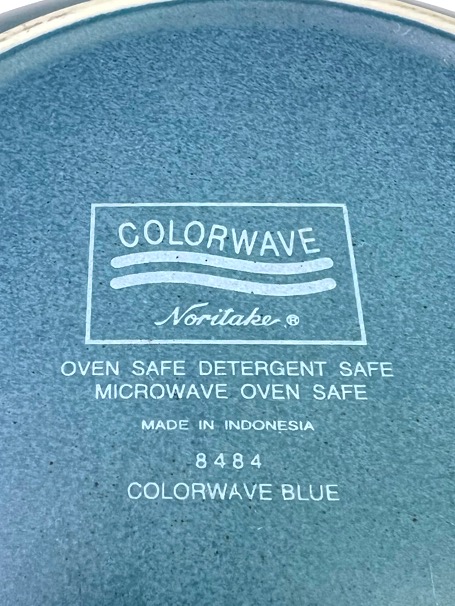 COLORWAVE
Noritake ®
OVEN SAFE DETERGENT SAFE
MICROWAVE OVEN SAFE
MADE IN INDONESIA
8484
COLORWAVE BLUE